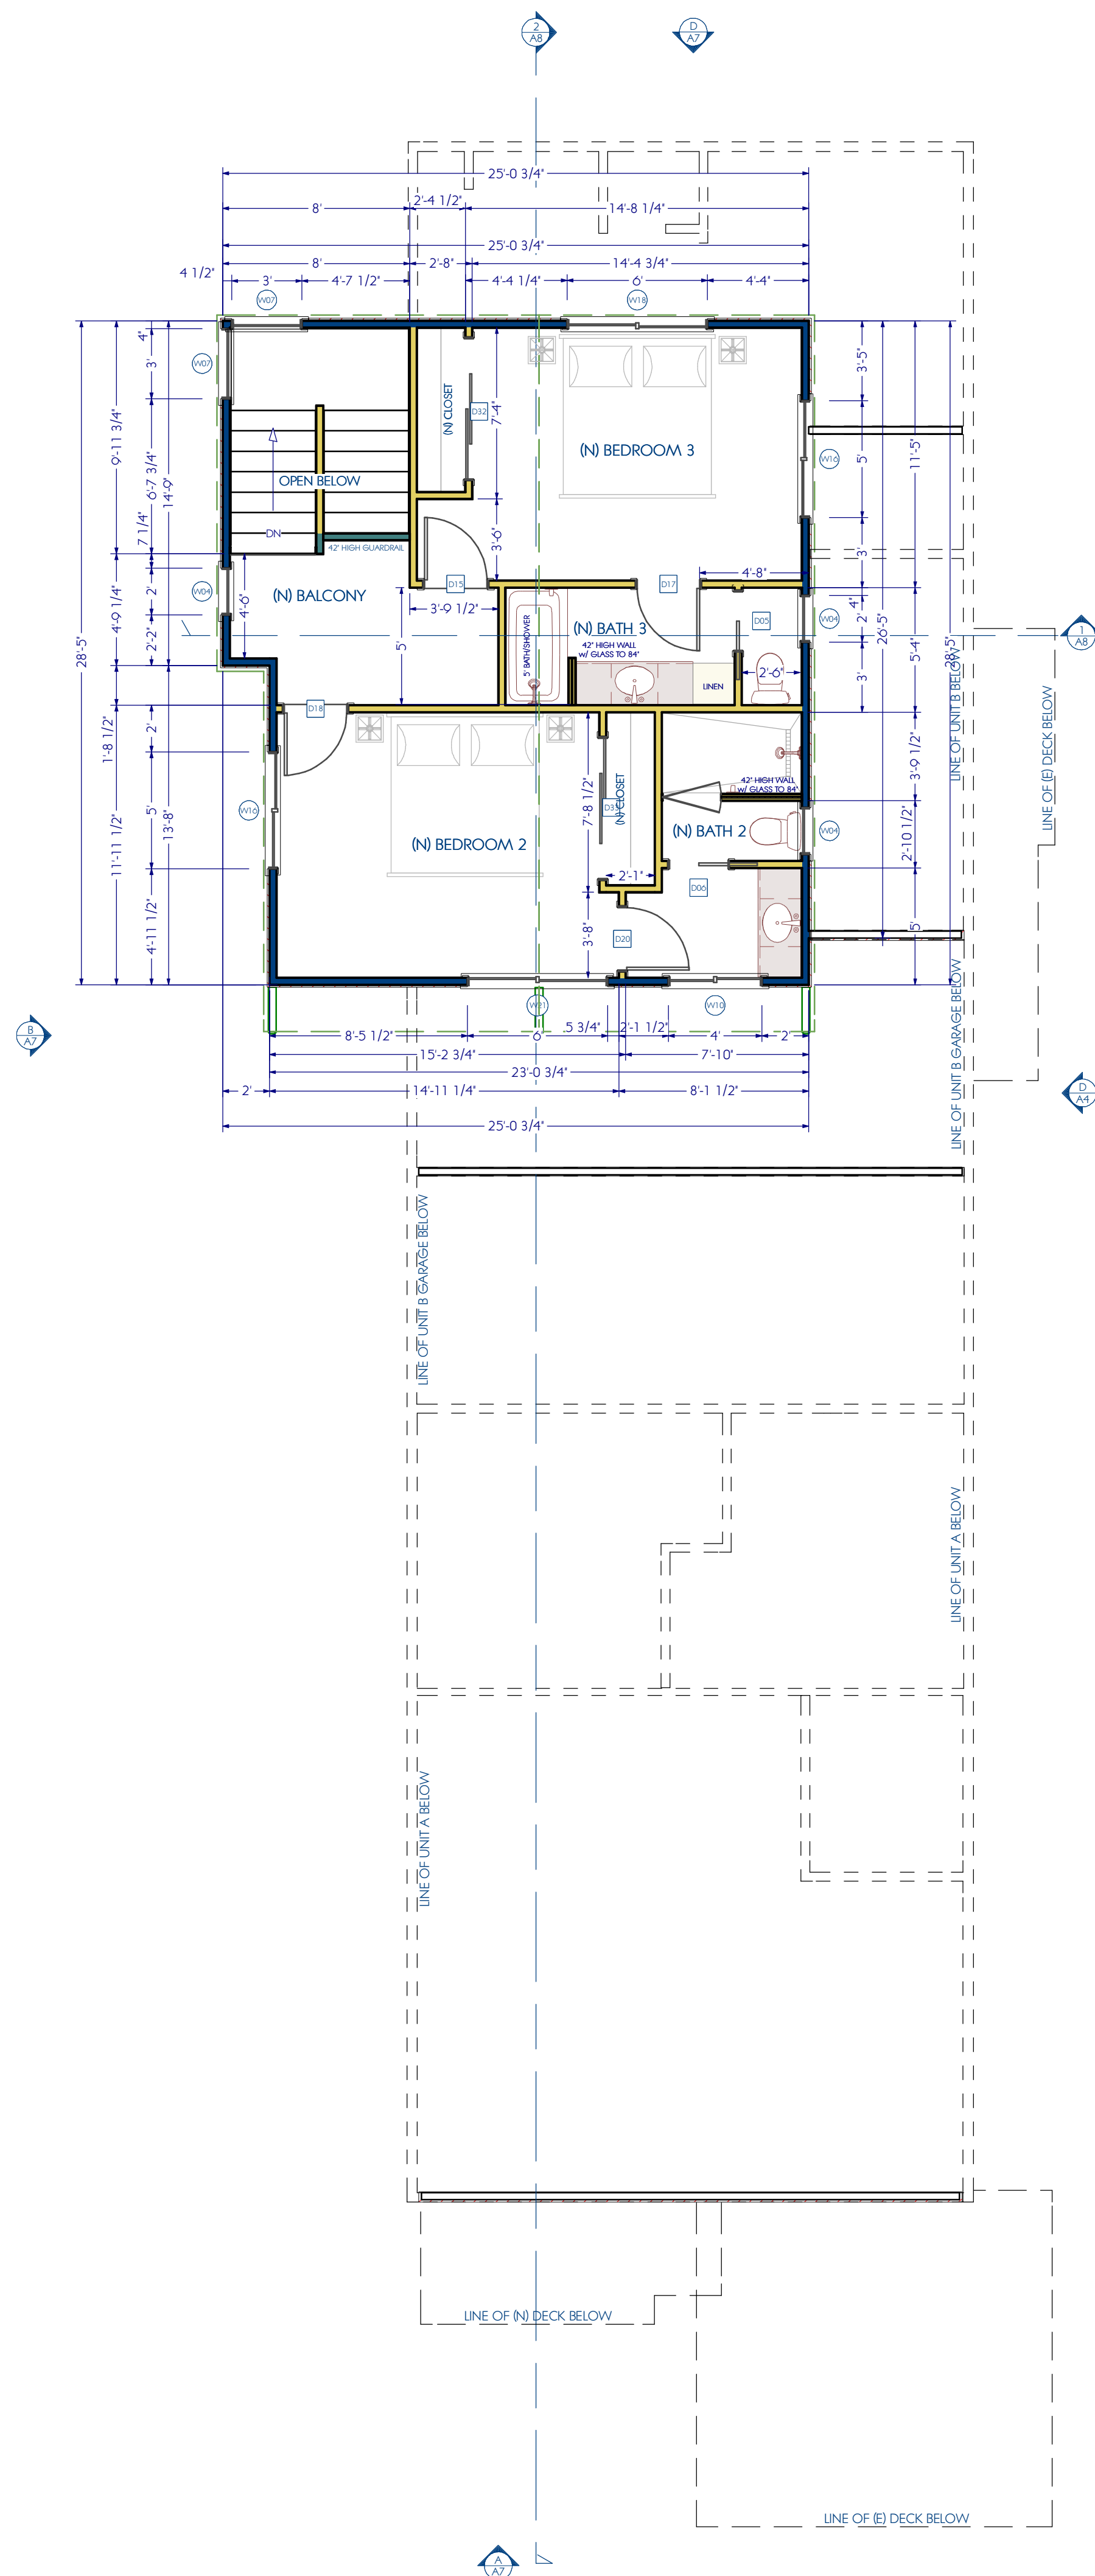 2
A8
D
A7
25'-0 3/4"
8'
2'-4 1/2"
14'-8 1/4"
25'-0 3/4"
8'
2'-8"
14'-4 3/4"
4 1/2"
3'
4'-7 1/2"
4'-4 1/4"
6'
4'-4"
W07
W18
W07
4"
3'
9'-11 3/4"
6'-7 3/4"
14'-9"
7 1/4"
28'-5"
(N) CLOSET
D32
7'-4"
(N) BEDROOM 3
W16
3'-5"
5'
11'-5"
3'
OPEN BELOW
DN
42" HIGH GUARDRAIL
3'-6"
D15
D17
4'-8"
W04
2'
4'-9 1/4"
2'-2"
4'-6"
(N) BALCONY
3'-9 1/2"
5'
5' BATH/SHOWER
(N) BATH 3
42" HIGH WALL
w/ GLASS TO 84"
LINEN
D05
2'-6"
W04
4"
2'
3'
26'-5"
5'-4"
28'-5"
1
A8
LINE OF UNIT B BELOW
LINE OF (E) DECK BELOW
D18
1'-8 1/2"
2'
5'
13'-8"
11'-11 1/2"
4'-11 1/2"
W16
(N) BEDROOM 2
7'-8 1/2"
(N) CLOSET
2'-1"
3'-8"
42" HIGH WALL
w/ GLASS TO 84"
(N) BATH 2
D06
D20
W04
3'-9 1/2"
2'-10 1/2"
5'
B
A7
W21
W10
8'-5 1/2"
6'
5 3/4"
2'-1 1/2"
4'
2'
15'-2 3/4"
7'-10"
23'-0 3/4"
2'
14'-11 1/4"
8'-1 1/2"
25'-0 3/4"
LINE OF UNIT B GARAGE BELOW
D
A4
LINE OF UNIT B GARAGE BELOW
LINE OF UNIT A BELOW
LINE OF UNIT A BELOW
LINE OF (N) DECK BELOW
LINE OF (E) DECK BELOW
A
A7